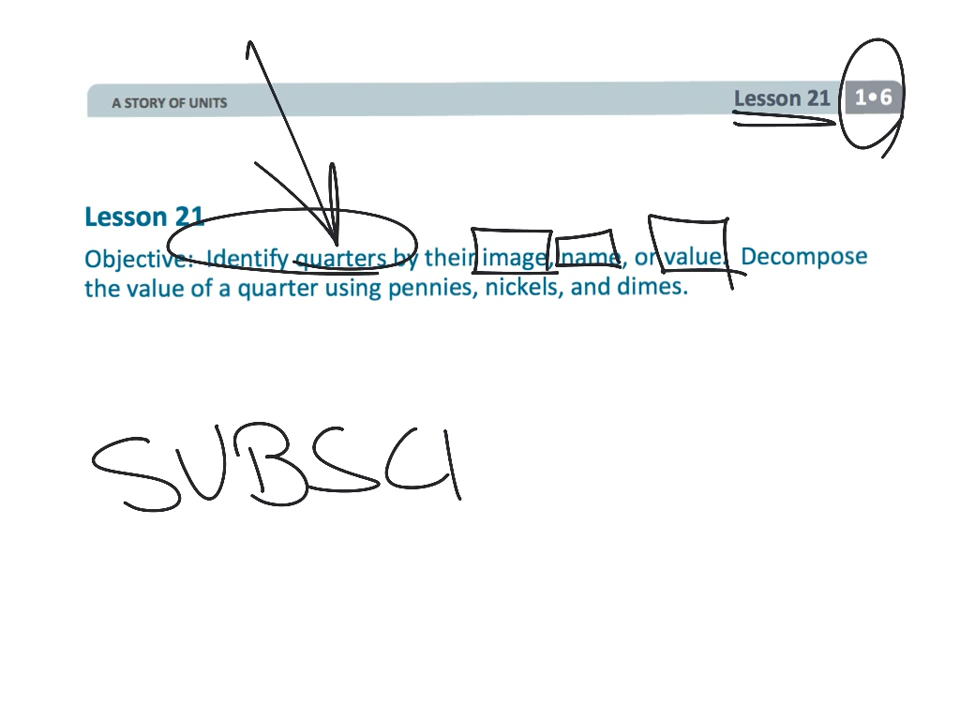 A STORY OF UNITS Lesson 21 1•6
Lesson 21
Objective: Identify quarters by their image, name, or value. Decompose
the value of a quarter using pennies, nickels, and dimes.
SUBSCI